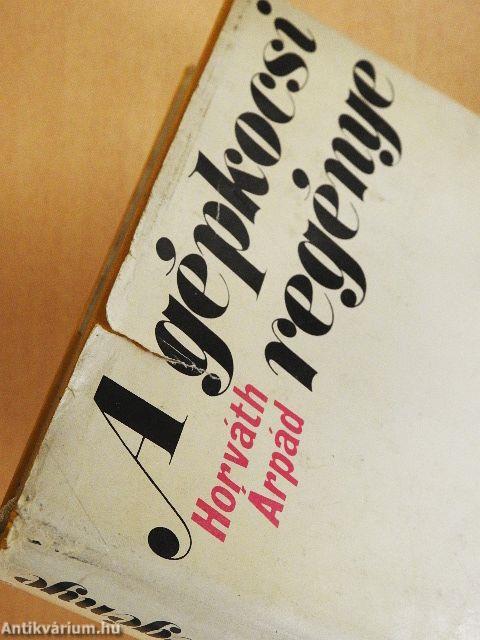 A gépkocsi
regénye
Horváth
Árpád
Antikvárium.hu